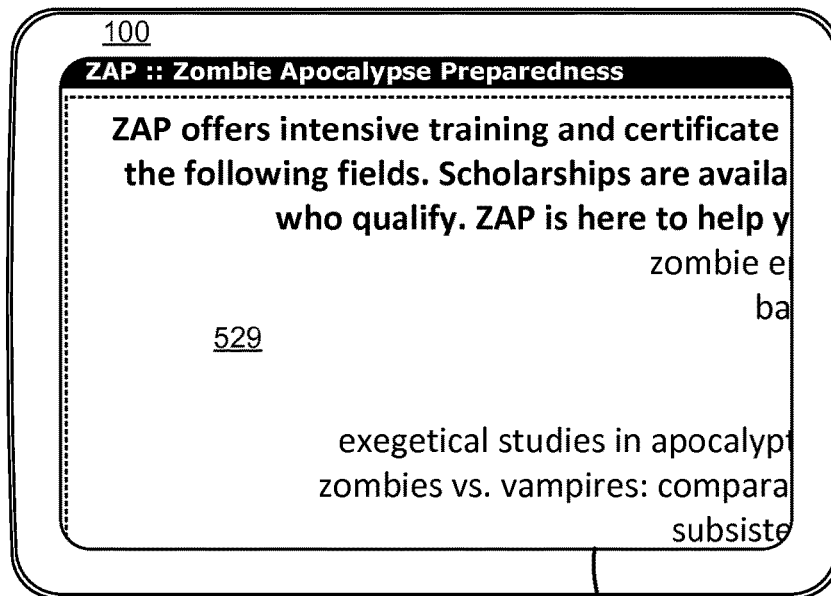 100
ZAP :: Zombie Apocalypse Preparedness
ZAP offers intensive training and certificate
the following fields. Scholarships are availa
who qualify. ZAP is here to help y
zombie e
ba
529
exegetical studies in apocalypt
zombies vs. vampires: compara
subsiste